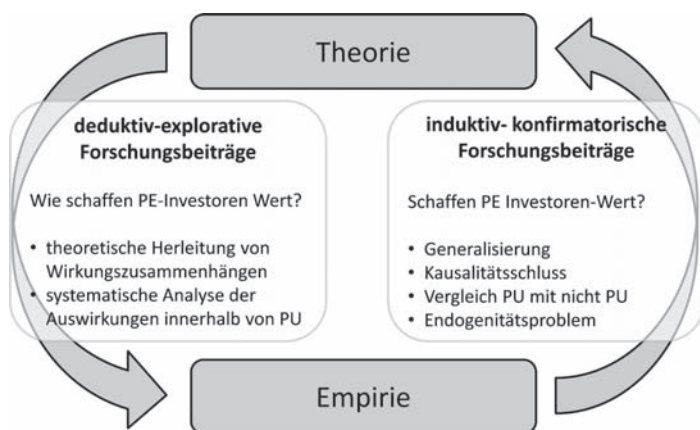 Theorie
deduktiv-explorative
Forschungsbeiträge
Wie schaffen PE-Investoren Wert?
• theoretische Herleitung von
Wirkungszusammenhängen
• systematische Analyse der
Auswirkungen innerhalb von PU
induktiv- konfirmatorische
Forschungsbeiträge
Schaffen PE Investoren-Wert?
• Generalisierung
• Kausalitätsschluss
• Vergleich PU mit nicht PU
• Endogenitätsproblem
Empirie